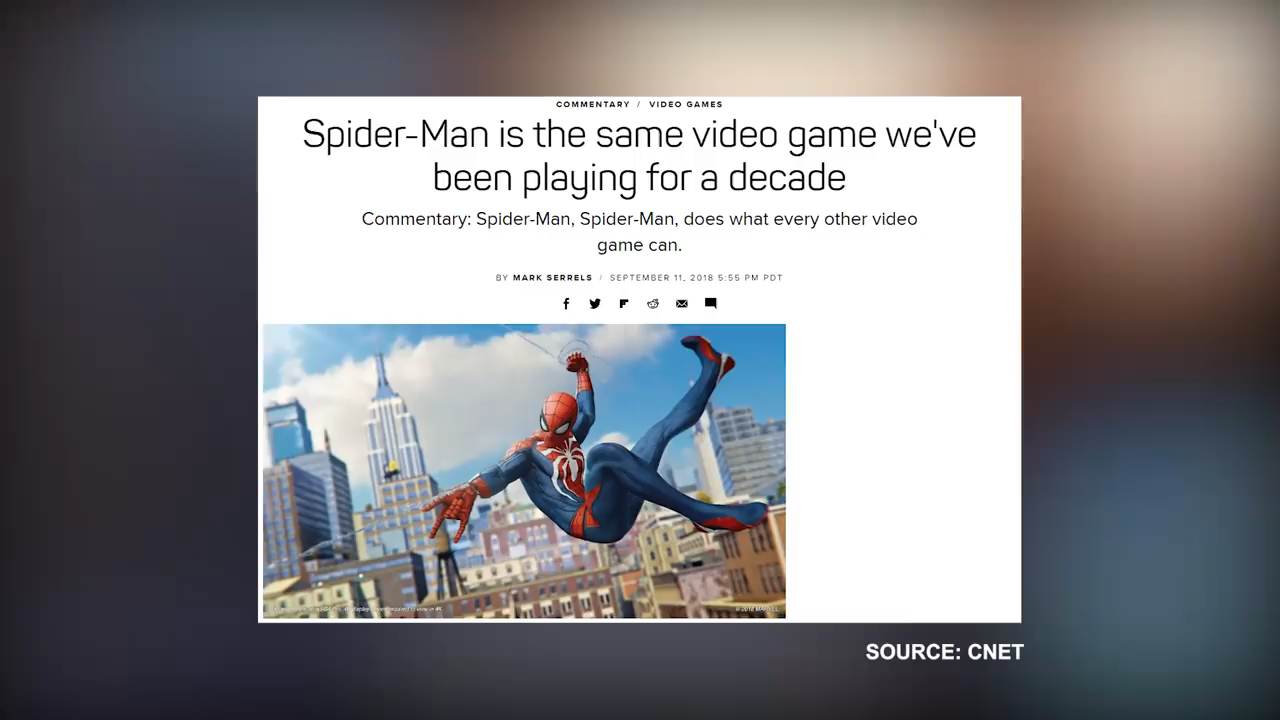 COMMENTARY / VIDEO GAMES
Spider-Man is the same video game we've
been playing for a decade
Commentary: Spider-Man, Spider-Man, does what every other video
game can.
BY MARK SERRELS / SEPTEMBER 11, 2018 5:55 PM PDT
© 2018 MARVEL
SOURCE: CNET